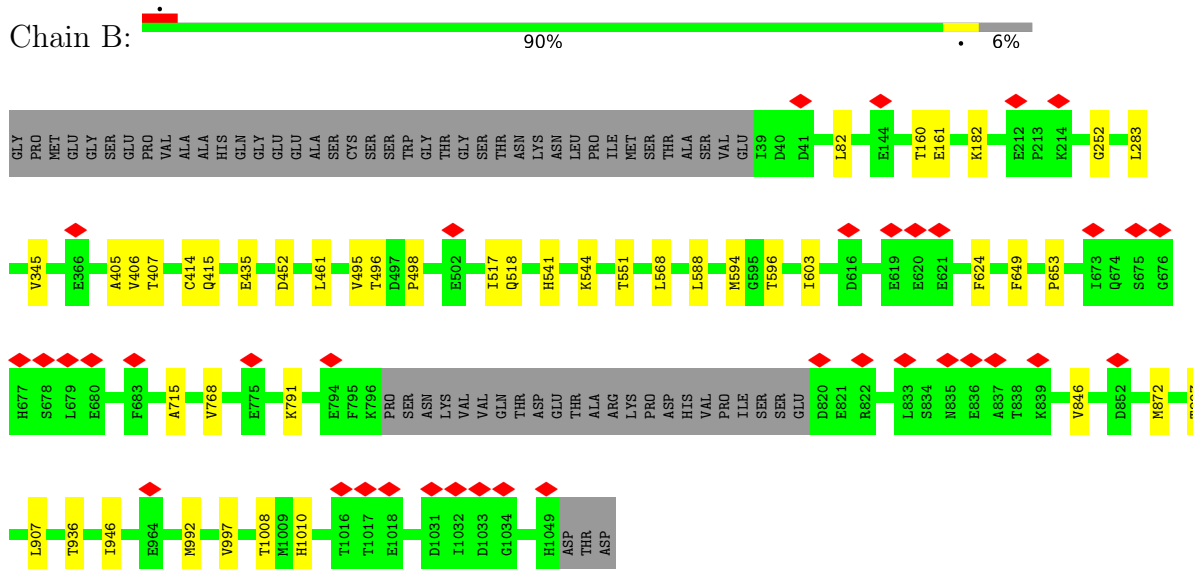 Chain B:
90%
6%
GLY PRO MET GLU GLY SER GLU PRO VAL ALA ALA HIS GLN GLY GLU GLU ALA SER CYS SER SER TRP GLY THR GLY SER THR ASN LYS ASN LEU PRO ILE MET SER THR ALA SER VAL GLU I39 D40 D41 L82 E144 T160 E161 K182 E212 P213 K214 G252 L283
V345 E366 A405 V406 T407 C414 Q415 E435 D452 L461 V495 T496 D497 P498 E502 I517 Q518 H541 K544 T551 L568 L588 M594 G595 T596 I603 D616 E619 E620 E621 F624 F649 P653 I673 Q674 S675 G676
H677 S678 L679 E680 F683 A715 V768 E775 K791 E794 F795 K796 PRO SER ASN LYS VAL VAL GLN THR ASP GLU THR ALA ARG LYS PRO ASP HIS VAL PRO ILE SER SER GLU D820 E821 R822 L833 S834 N835 E836 A837 T838 K839 V846 D852 M872
L907 T936 I946 E964 M992 V997 T1008 M1009 H1010 T1016 T1017 E1018 D1031 I1032 D1033 G1034 H1049 ASP THR ASP